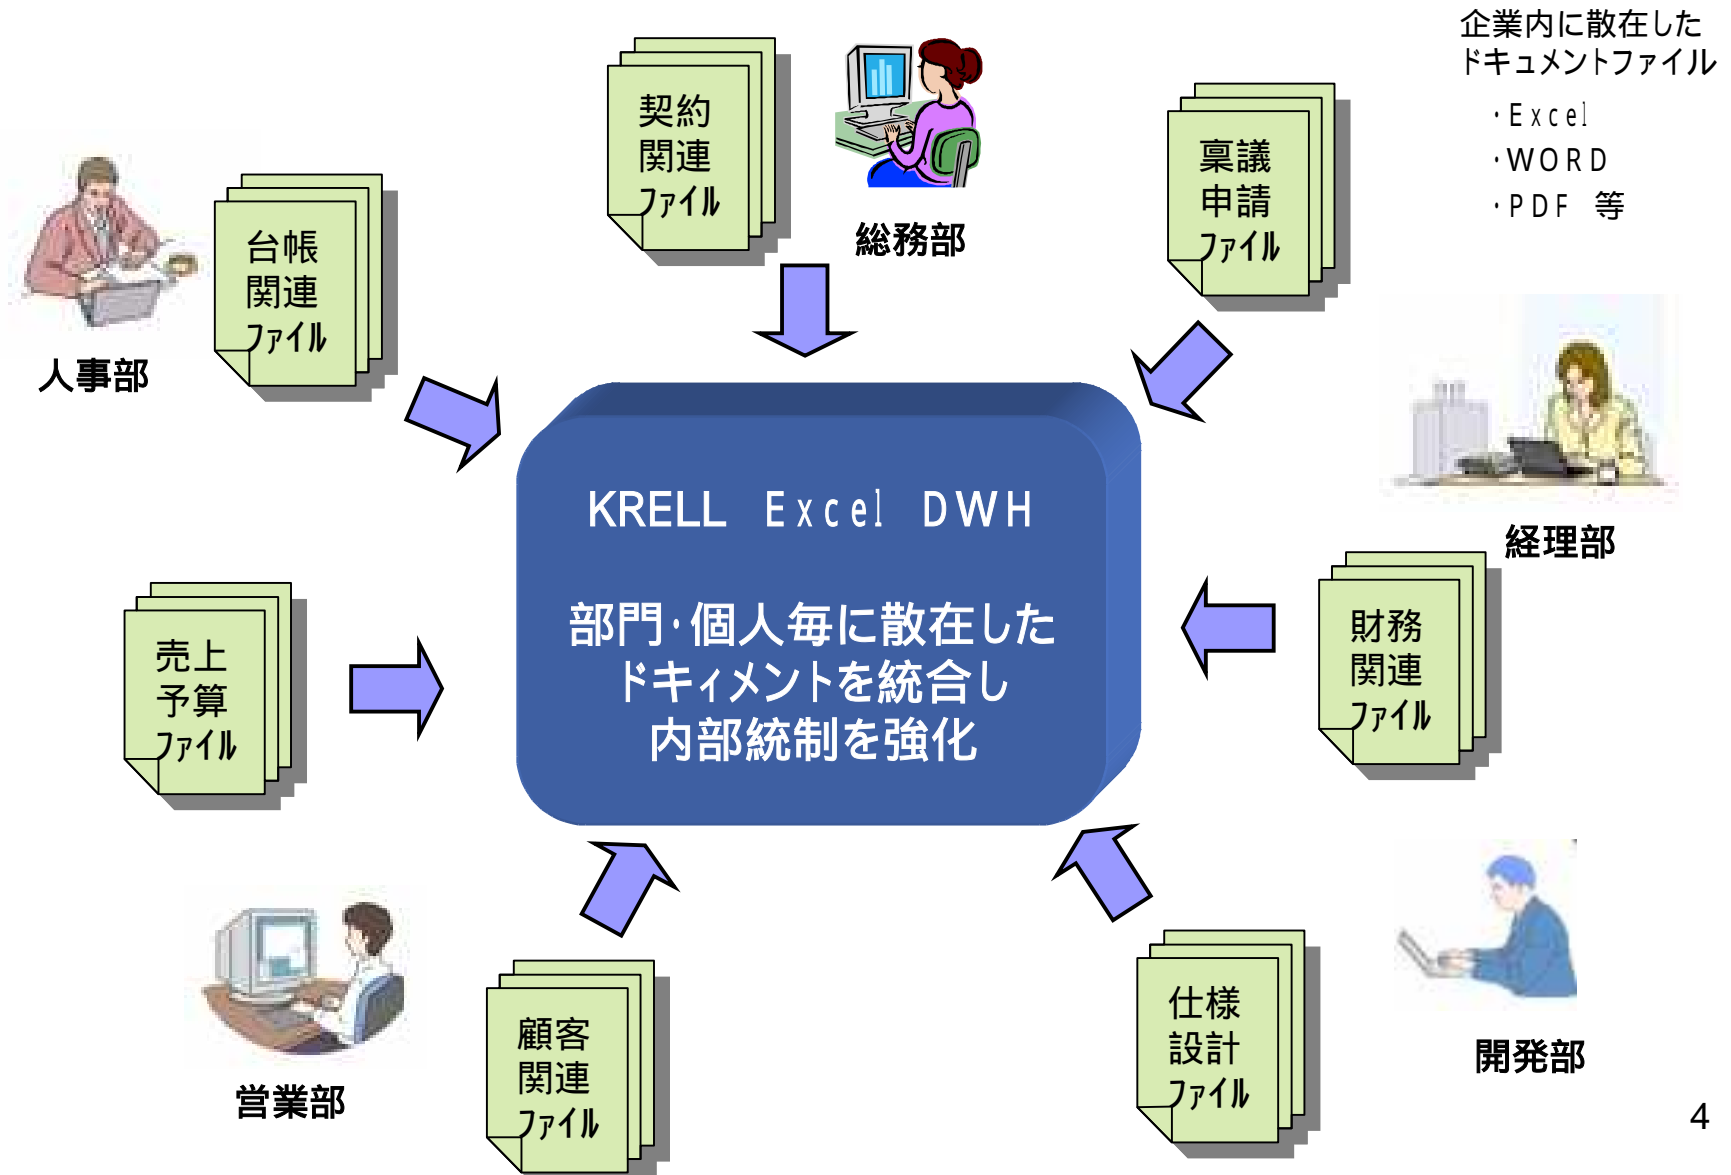 企業内に散在した
ドキュメントファイル
・Excel
・WORD
・PDF 等
契約
関連
ファイル
総務部
稟議
申請
ファイル
台帳
関連
ファイル
人事部
経理部
KRELL Excel DWH
部門・個人毎に散在した
ドキィメントを統合し
内部統制を強化
売上
予算
ファイル
財務
関連
ファイル
営業部
顧客
関連
ファイル
仕様
設計
ファイル
開発部
4